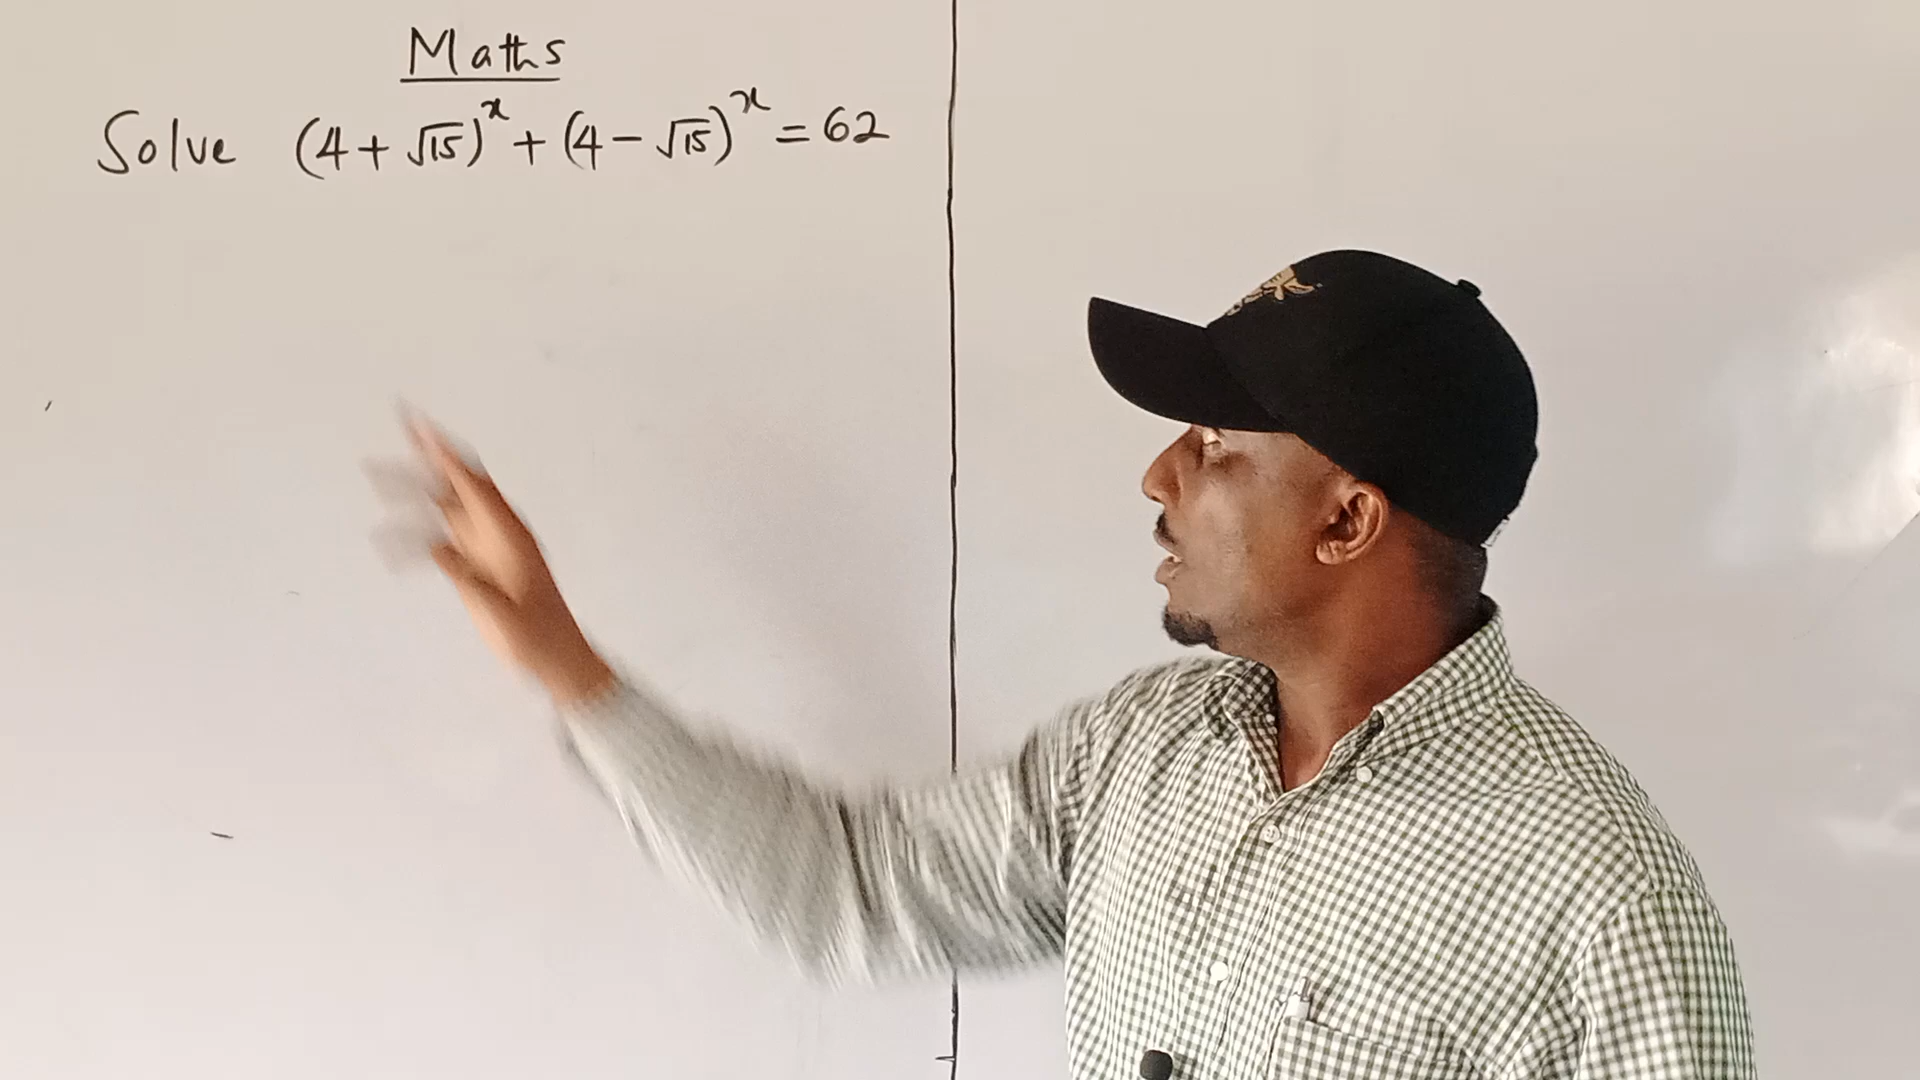 Maths
Solve (4+√15)^x + (4-√15)^x = 62